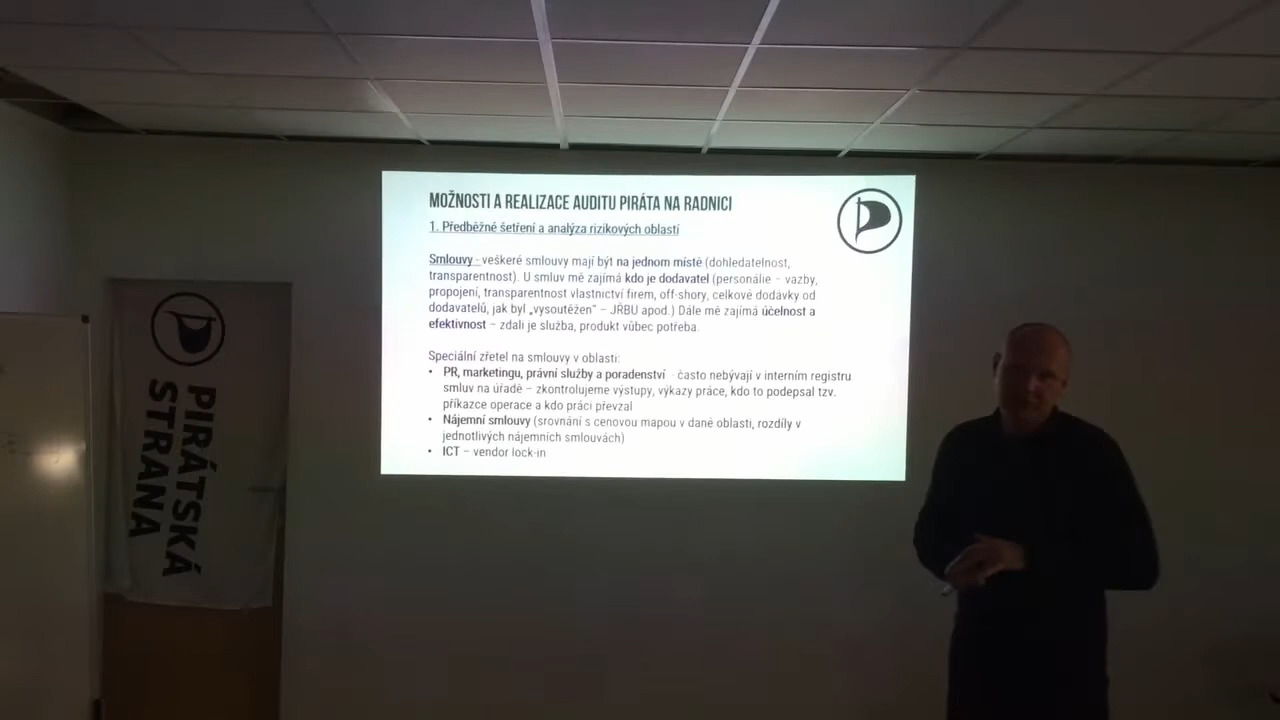 MOŽNOSTI A REALIZACE AUDITU PIRÁTA NA RADNICI
1. Předběžné šetření a analýza rizikových oblastí
Smlouvy - veškeré smlouvy mají být na jednom místě (dohledatelnost,
transparentnost). U smluv mě zajímá kdo je dodavatel (personálie – vazby,
propojení, transparentnost vlastnictví firem, off-shory, celkové dodávky od
dodavatelů, jak byl „vysoutěžen“ – JŘBU apod.) Dále mě zajímá účelnost a
efektivnost – zdali je služba, produkt vůbec potřeba.
Speciální zřetel na smlouvy v oblasti:
• PR, marketingu, právní služby a poradenství - často nebývají v interním registru
smluv na úřadě – zkontrolujeme výstupy, výkazy práce, kdo to podepsal tzv.
příkazce operace a kdo práci převzal
• Nájemní smlouvy (srovnání s cenovou mapou v dané oblasti, rozdíly v
jednotlivých nájemních smlouvách)
• ICT – vendor lock-in
PIRÁTSKÁ
STRANA